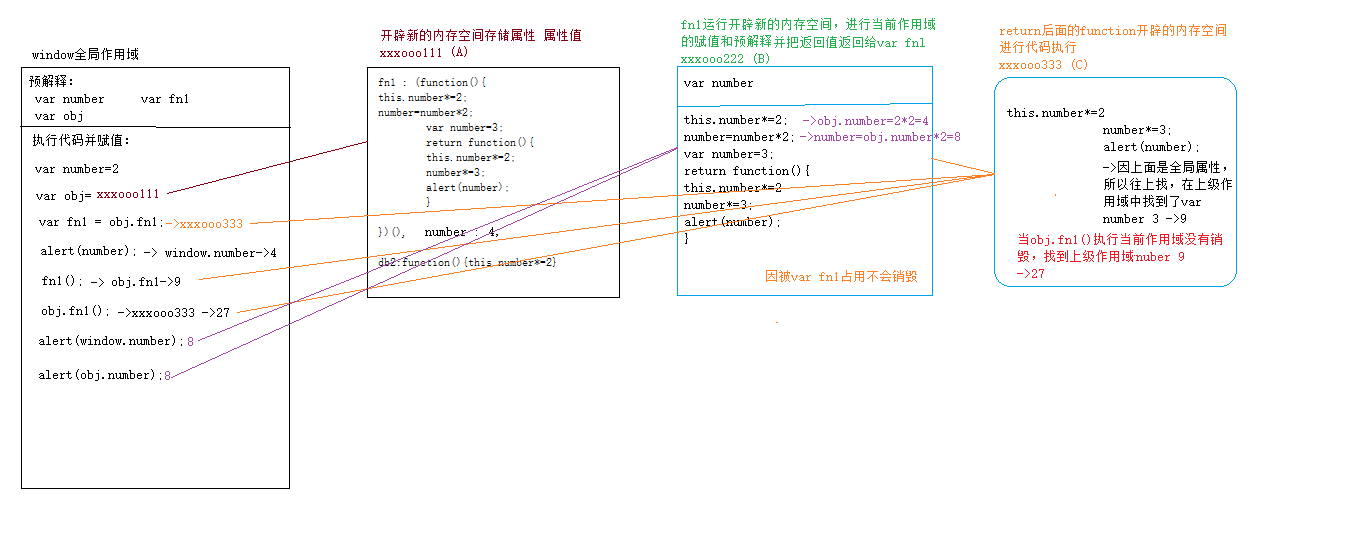 window全局作用域
预解释：
var number var fn1
var obj
执行代码并赋值：
var number=2
var obj= xxxooo111
var fn1 = obj.fn1;->xxxooo333
alert(number); -> window.number->4
fn1(); -> obj.fn1->9
obj.fn1(); ->xxxooo333 ->27
alert(window.number);8
alert(obj.number);8
开辟新的内存空间存储属性 属性值
xxxooo111 (A)
fn1 : (function(){
this.number*=2;
number=number*2;
var number=3;
return function(){
this.number*=2;
number*=3;
alert(number);
}
})(), number : 4,
db2:function(){this.number*=2}
fn1运行开辟新的内存空间，进行当前作用域
的赋值和预解释并把返回值返回给var fn1
xxxooo222 (B)
var number
this.number*=2; ->obj.number=2*2=4
number=number*2;->number=obj.number*2=8
var number=3;
return function(){
this.number*=2
number*=3;
alert(number);
}
因被var fn1占用不会销毁
return后面的function开辟的内存空间
进行代码执行
xxxooo333 (C)
this.number*=2
number*=3;
alert(number);
->因上面是全局属性，
所以往上找，在上级作
用域中找到了var
number 3 ->9
当obj.fn1()执行当前作用域没有销
毁，找到上级作用域nuber 9
->27